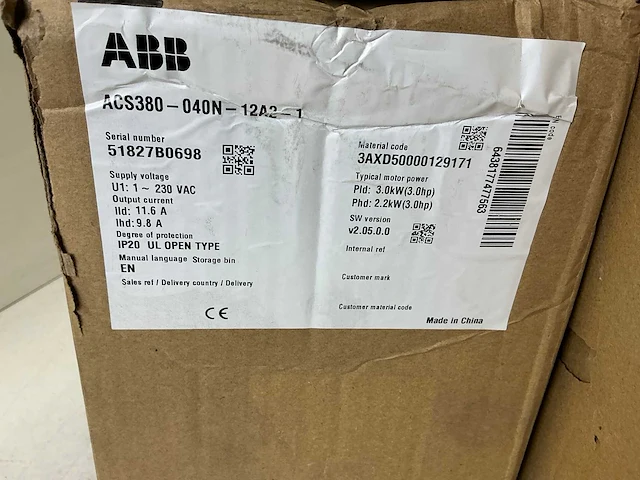 ABB
ACS380-040N-12A2-1
Serial number
51827B0698
Supply voltage
U1: 1 ~ 230 VAC
Output current
Ild: 11.6 A
Ihd: 9.8 A
Degree of protection
IP20 UL OPEN TYPE
Manual language Storage bin
EN
Sales ref / Delivery country / Delivery
CE
Material code
3AXD50000129171
Typical motor power
Pld: 3.0kW(3.0hp)
Phd: 2.2kW(3.0hp)
SW version
v2.05.0.0
Internal ref
Customer mark
Customer material code
Made in China
EAN code
6438177477563